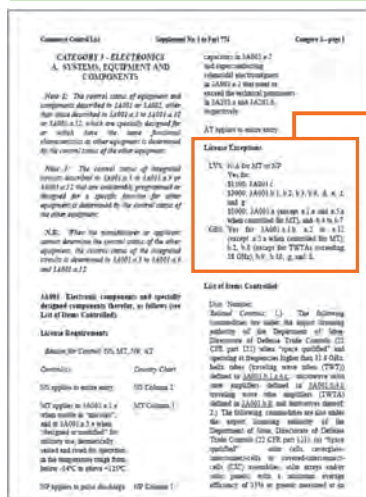 Commerce Control List Supplement No. 1 to Part 774 Category 3—page 1
CATEGORY 3 - ELECTRONICS
A. SYSTEMS, EQUIPMENT AND
COMPONENTS
Note 1: The control status of equipment and
components described in 3A001 or 3A002, other
than those described in 3A001.a.3 to 3A001.a.10
or 3A001.a.12, which are specially designed for
or which have the same functional
characteristics as other equipment is determined
by the control status of the other equipment.
Note 2: The control status of integrated
circuits described in 3A001.a.3 to 3A001.a.9 or
3A001.a.12 that are unalterably programmed or
designed for a specific function for other
equipment is determined by the control status of
the other equipment.
N.B.: When the manufacturer or applicant
cannot determine the control status of the other
equipment, the control status of the integrated
circuits is determined in 3A001.a.3 to 3A001.a.9
and 3A001.a.12.
3A001 Electronic components and specially
designed components therefor, as follows (see
List of Items Controlled).
License Requirements
Reason for Control: NS, MT, NP, AT
Control(s) Country Chart
NS applies to entire entry NS Column 2
MT applies to 3A001.a.1.a MT Column 1
when usable in "missiles";
and to 3A001.a.5.a when
"designed or modified" for
military use, hermetically
sealed and rated for operation
in the temperature range from
below -54°C to above +125°C
NP applies to pulse discharge NP Column 1
capacitors in 3A001.e.2
and superconducting
solenoidal electromagnets
in 3A001.e.3 that meet or
exceed the technical parameters
in 3A201.a and 3A201.b,
respectively
AT applies to entire entry
License Exceptions
LVS: N/A for MT or NP
Yes for:
$1500: 3A001.c
$3000: 3A001.b.1, b.2, b.3, b.9, d, e, f,
and g
$5000: 3A001.a (except a.1.a and a.5.a
when controlled for MT), and b.4 to b.7
GBS: Yes for 3A001.a.1.b, a.2 to a.12
(except a.5.a when controlled for MT),
b.2, b.8 (except for TWTAs exceeding
18 GHz), b.9, b.10, g, and h.
List of Items Controlled
Unit: Number
Related Controls: 1.) The following
commodities are under the export licensing
authority of the Department of State,
Directorate of Defense Trade Controls (22
CFR part 121) when "space qualified" and
operating at frequencies higher than 31.8 GHz:
helix tubes (traveling wave tubes (TWT))
defined in 3A001.b.1.a.4.c; microwave solid
state amplifiers defined in 3A001.b.4.b
traveling wave tube amplifiers (TWTA)
defined in 3A001.b.8; and derivatives thereof;
2.) The following commodities are also under
the export licensing authority of the
Department of State, Directorate of Defense
Trade Controls (22 CFR part 121): (a) "Space
qualified" solar cells, coverglass-
interconnect-cells or covered-interconnect-
cells (CIC) assemblies, solar arrays and/or
solar panels, with a minimum average
efficiency of 31% or greater measured at an